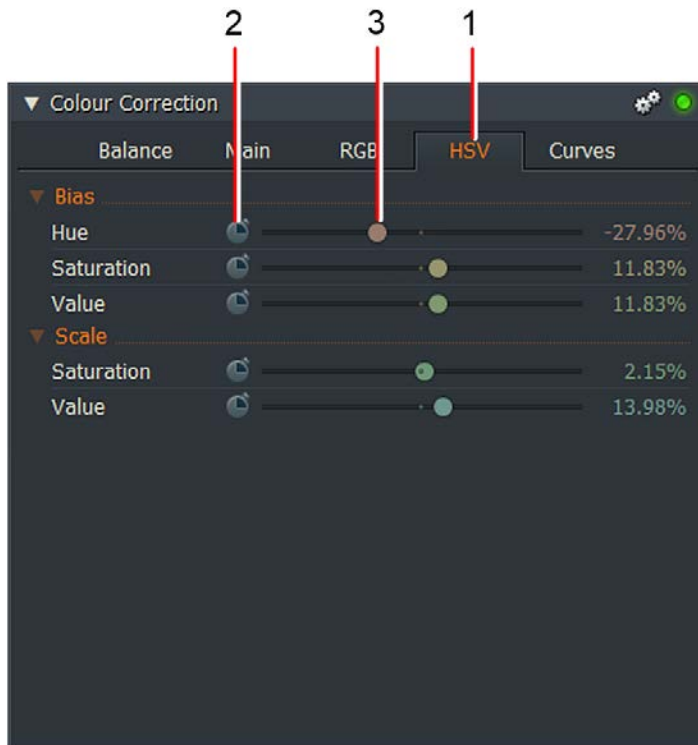 2 3 1
Colour Correction
Balance Main RGB HSV Curves
Bias
Hue -27.96%
Saturation 11.83%
Value 11.83%
Scale
Saturation 2.15%
Value 13.98%